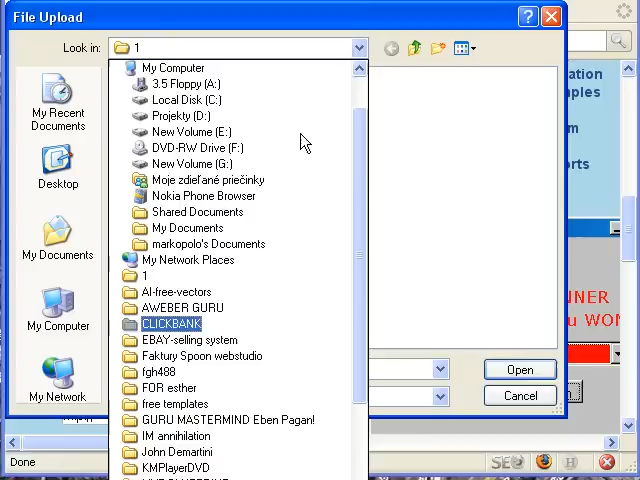 File Upload
Look in:
1
My Computer
3.5 Floppy (A:)
Local Disk (C:)
Projekty (D:)
New Volume (E:)
DVD-RW Drive (F:)
New Volume (G:)
Moje zdieľané priečinky
Nokia Phone Browser
Shared Documents
My Documents
markopolo's Documents
My Network Places
1
AI-free-vectors
AWEBER GURU
CLICKBANK
EBAY-selling system
Faktury Spoon webstudio
fgh488
FOR esther
free templates
GURU MASTERMIND Eben Pagan!
IM annihilation
John Demartini
KMPlayerDVD
My Recent
Documents
Desktop
My Documents
My Computer
My Network
Open
Cancel
ation
ples
m
orts
NNER
u WON
Done
SE